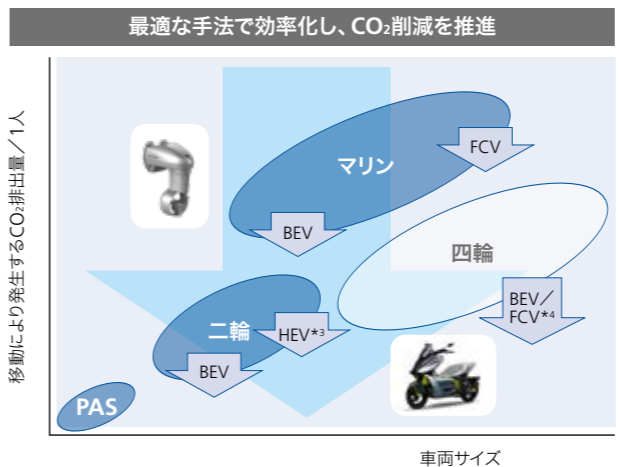 最適な手法で効率化し、CO₂削減を推進
移動により発生するCO₂排出量／1人
マリン
FCV
BEV
四輪
BEV／
FCV*4
二輪
HEV*3
BEV
PAS
車両サイズ